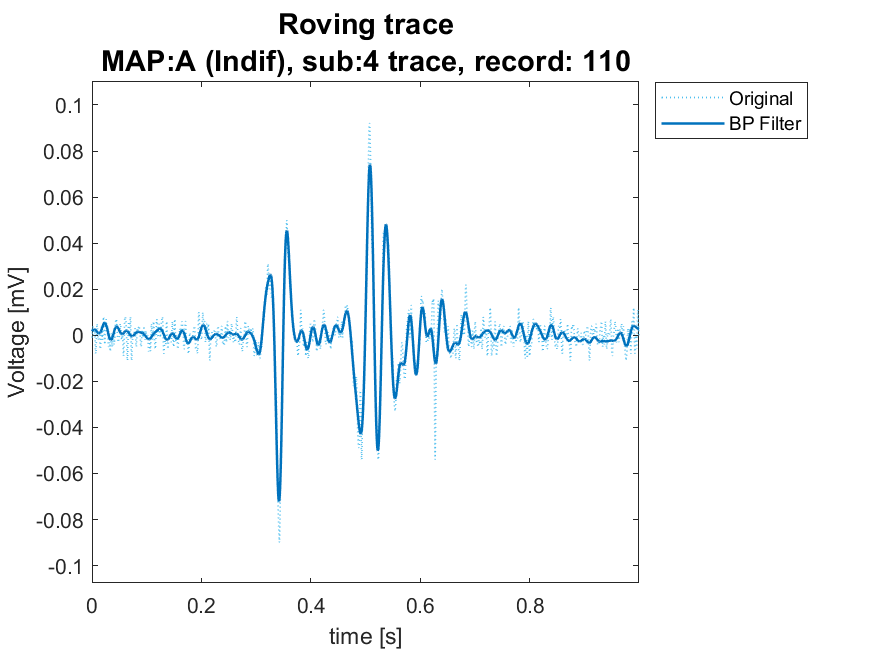 Roving trace
MAP:A (Indif), sub:4 trace, record: 110
Original
BP Filter
0.1
0.08
0.06
0.04
0.02
0
-0.02
-0.04
-0.06
-0.08
-0.1
Voltage [mV]
0 0.2 0.4 0.6 0.8
time [s]